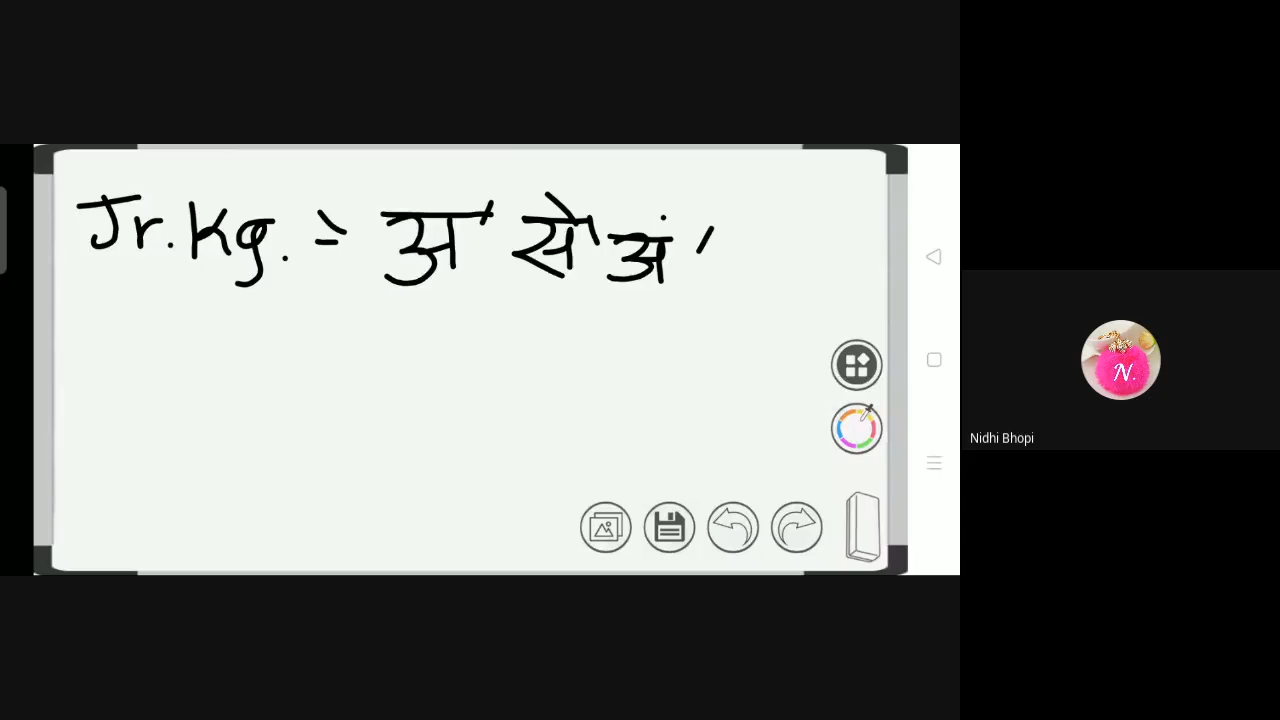 Jr. Kg. = अ' से 'अं'
N.
Nidhi Bhopi